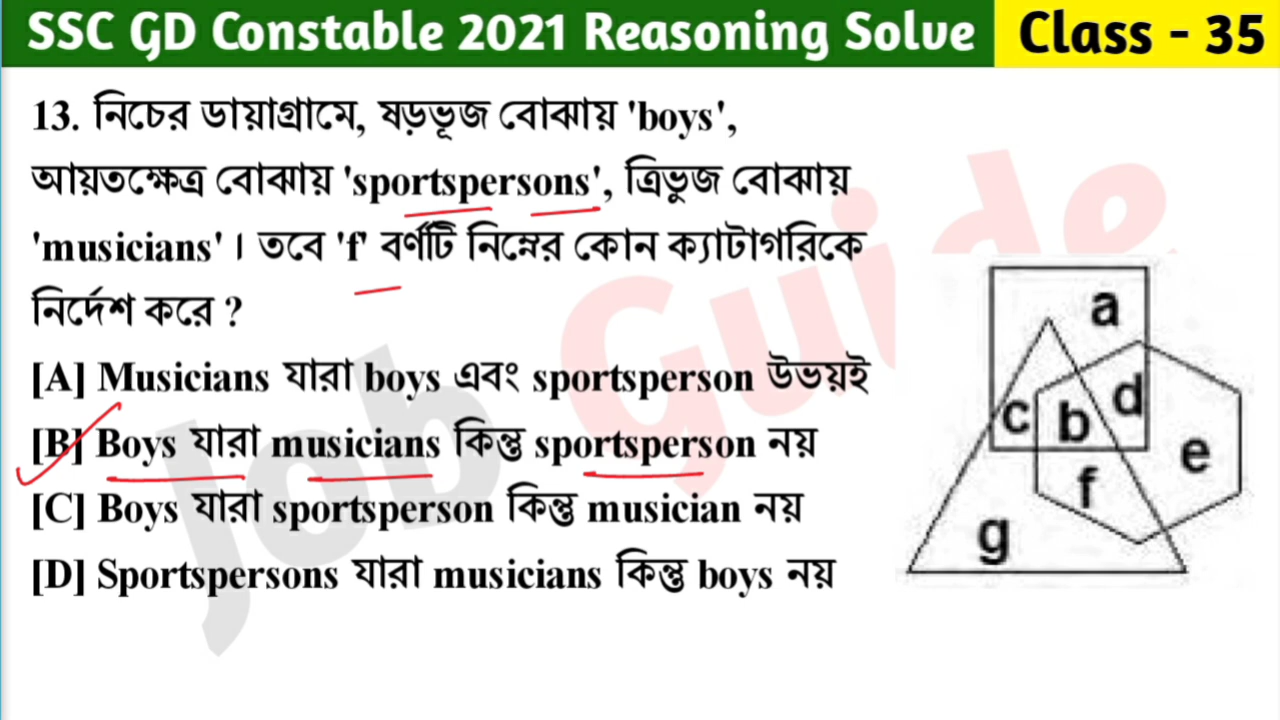 SSC GD Constable 2021 Reasoning Solve
Class - 35
13. নিচের ডায়াগ্রামে, ষড়ভূজ বোঝায় 'boys',
আয়তক্ষেত্র বোঝায় 'sportspersons', ত্রিভুজ বোঝায়
'musicians' । তবে 'f' বর্ণটি নিম্নের কোন ক্যাটাগরিকে
নির্দেশ করে ?
[A] Musicians যারা boys এবং sportsperson উভয়ই
[B] Boys যারা musicians কিন্তু sportsperson নয়
[C] Boys যারা sportsperson কিন্তু musician নয়
[D] Sportspersons যারা musicians কিন্তু boys নয়
a
c b d
e
f
g
Job Guide